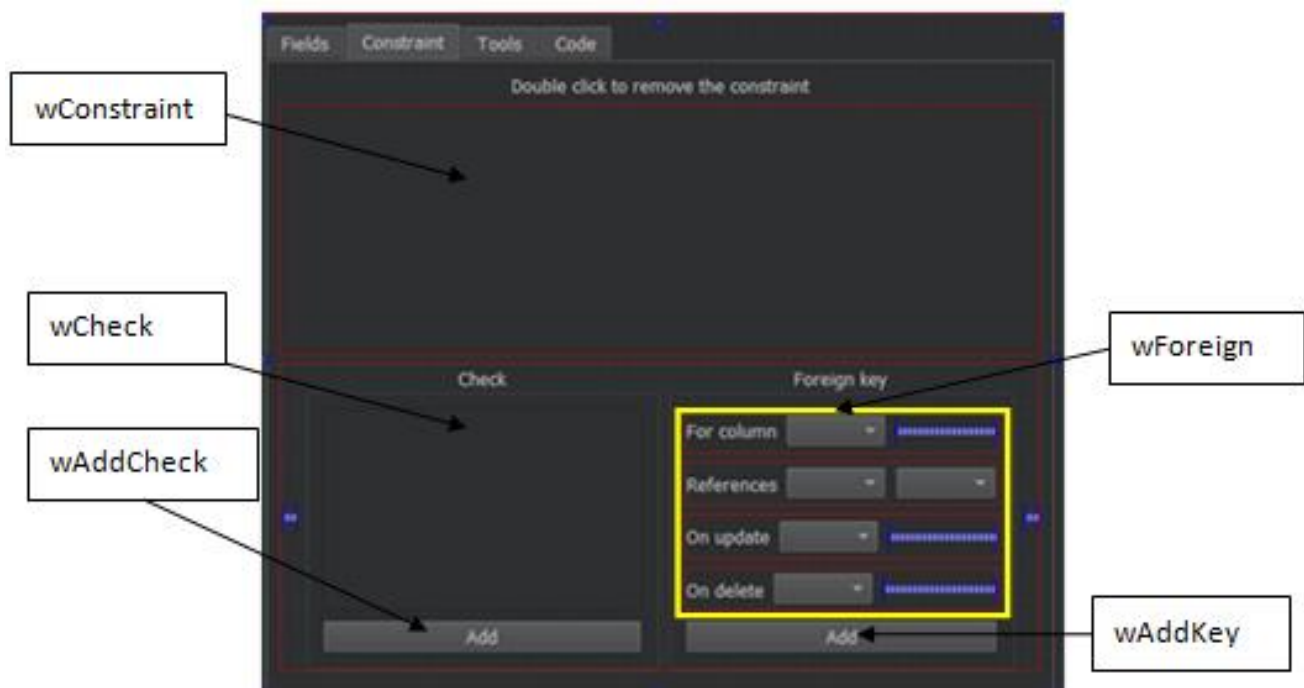 Fields Constraint Tools Code
Double click to remove the constraint
wConstraint
wCheck
wForeign
Check Foreign key
For column
wAddCheck
References
On update
On delete
Add Add
wAddKey